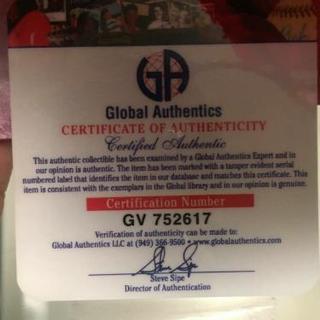 GA
Global Authentics
CERTIFICATE OF AUTHENTICITY
Certified Authentic
This authentic collectible has been examined by a Global Authentics Expert and in
our opinion is authentic. The item has been marked with a tamper evident serial
numbered label that identifies the item in our database and matches this certificate. This
item is consistent with the exemplars in the Global library and in our opinion is genuine.
Certification Number
GV 752617
Verification of authenticity can be made to:
Global Authentics LLC at (949) 366-9500 • www.globalauthentics.com
Steve Sipe
Steve Sipe
Director of Authentication